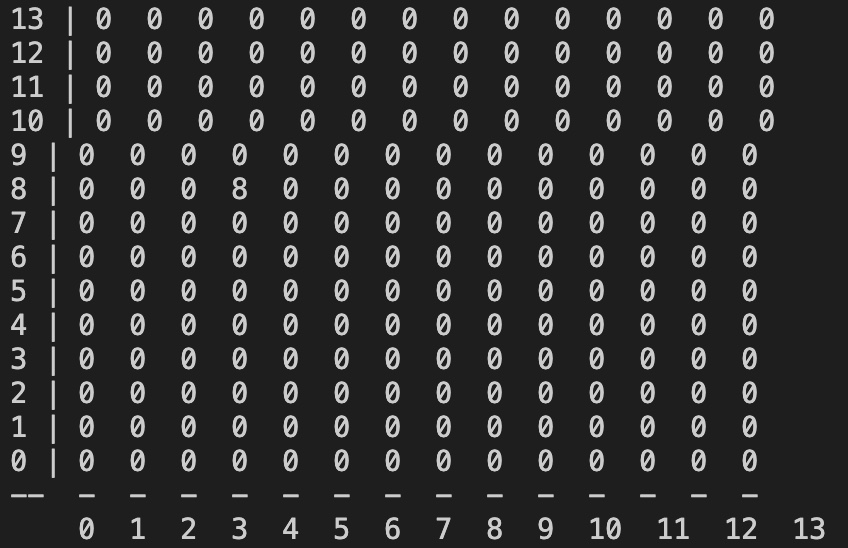 13 | 0  0  0  0  0  0  0  0  0  0  0  0  0  0
12 | 0  0  0  0  0  0  0  0  0  0  0  0  0  0
11 | 0  0  0  0  0  0  0  0  0  0  0  0  0  0
10 | 0  0  0  0  0  0  0  0  0  0  0  0  0  0
9 | 0  0  0  0  0  0  0  0  0  0  0  0  0  0
8 | 0  0  0  8  0  0  0  0  0  0  0  0  0  0
7 | 0  0  0  0  0  0  0  0  0  0  0  0  0  0
6 | 0  0  0  0  0  0  0  0  0  0  0  0  0  0
5 | 0  0  0  0  0  0  0  0  0  0  0  0  0  0
4 | 0  0  0  0  0  0  0  0  0  0  0  0  0  0
3 | 0  0  0  0  0  0  0  0  0  0  0  0  0  0
2 | 0  0  0  0  0  0  0  0  0  0  0  0  0  0
1 | 0  0  0  0  0  0  0  0  0  0  0  0  0  0
0 | 0  0  0  0  0  0  0  0  0  0  0  0  0  0
--  -  -  -  -  -  -  -  -  -  -  -  -  -  -
    0  1  2  3  4  5  6  7  8  9  10  11  12  13